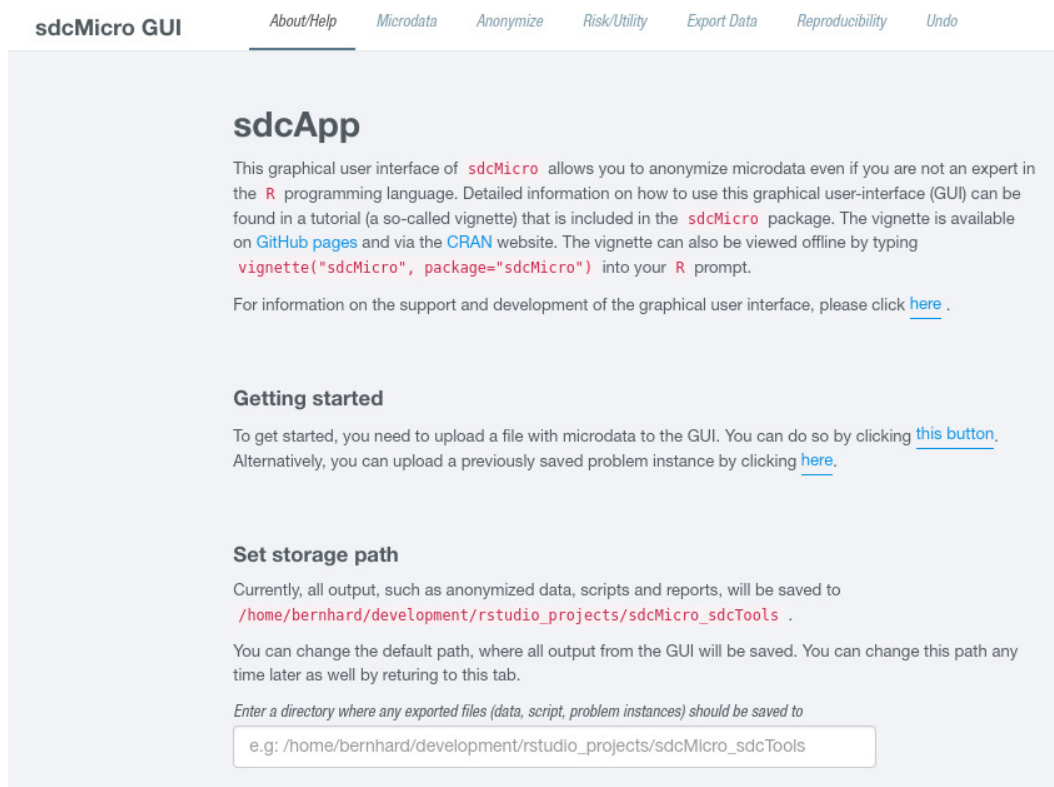 sdcMicro GUI About/Help Microdata Anonymize Risk/Utility Export Data Reproducibility Undo
sdcApp
This graphical user interface of sdcMicro allows you to anonymize microdata even if you are not an expert in
the R programming language. Detailed information on how to use this graphical user-interface (GUI) can be
found in a tutorial (a so-called vignette) that is included in the sdcMicro package. The vignette is available
on GitHub pages and via the CRAN website. The vignette can also be viewed offline by typing
vignette("sdcMicro", package="sdcMicro") into your R prompt.
For information on the support and development of the graphical user interface, please click here .
Getting started
To get started, you need to upload a file with microdata to the GUI. You can do so by clicking this button.
Alternatively, you can upload a previously saved problem instance by clicking here.
Set storage path
Currently, all output, such as anonymized data, scripts and reports, will be saved to
/home/bernhard/development/rstudio_projects/sdcMicro_sdcTools .
You can change the default path, where all output from the GUI will be saved. You can change this path any
time later as well by returing to this tab.
Enter a directory where any exported files (data, script, problem instances) should be saved to
e.g: /home/bernhard/development/rstudio_projects/sdcMicro_sdcTools